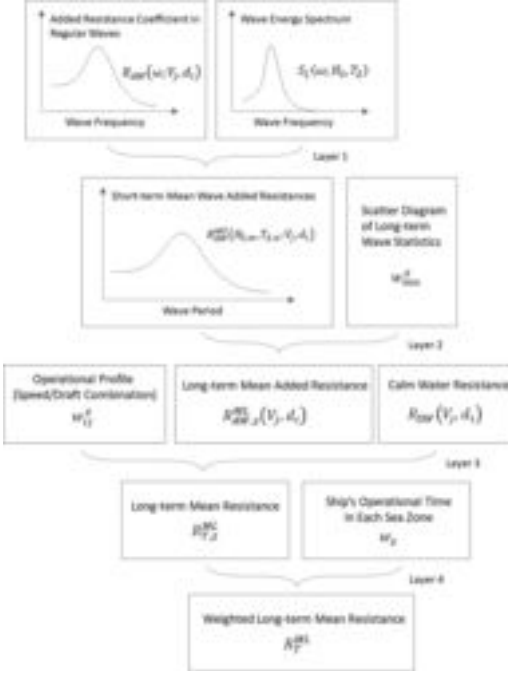 Added Resistance Coefficient in
Regular Waves
Wave Frequency
Wave Energy Spectrum
Wave Frequency
Layer 1
Short-term Mean Wave Added Resistances
Wave Period
Scatter Diagram
of Long-term
Wave Statistics
Layer 2
Operational Profile
(Speed/Draft Combination)
Long-term Mean Added Resistance
Calm Water Resistance
Layer 3
Long-term Mean Resistance
Ship's Operational Time
in Each Sea Zone
Layer 4
Weighted Long-term Mean Resistance